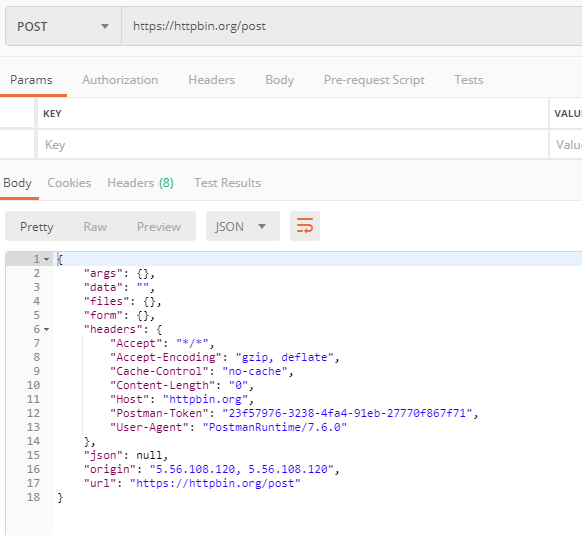 POST https://httpbin.org/post
Params Authorization Headers Body Pre-request Script Tests
KEY VALU
Key Value
Body Cookies Headers (8) Test Results
Pretty Raw Preview JSON
1 {
2 "args": {},
3 "data": "",
4 "files": {},
5 "form": {},
6 "headers": {
7 "Accept": "*/*",
8 "Accept-Encoding": "gzip, deflate",
9 "Cache-Control": "no-cache",
10 "Content-Length": "0",
11 "Host": "httpbin.org",
12 "Postman-Token": "23f57976-3238-4fa4-91eb-27770f867f71",
13 "User-Agent": "PostmanRuntime/7.6.0"
14 },
15 "json": null,
16 "origin": "5.56.108.120, 5.56.108.120",
17 "url": "https://httpbin.org/post"
18 }